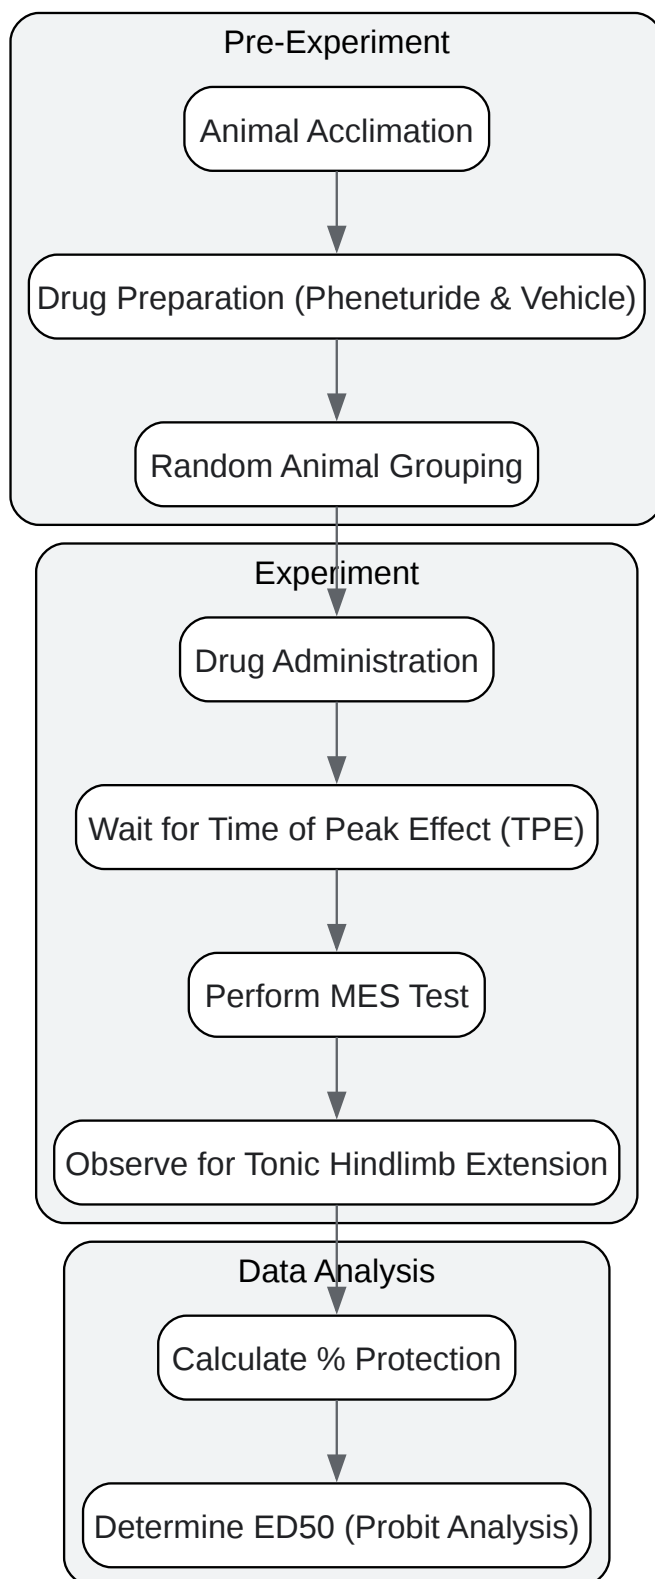 Pre-Experiment
Animal Acclimation
Drug Preparation (Pheneturide & Vehicle)
Random Animal Grouping
Experiment
Drug Administration
Wait for Time of Peak Effect (TPE)
Perform MES Test
Observe for Tonic Hindlimb Extension
Data Analysis
Calculate % Protection
Determine ED50 (Probit Analysis)